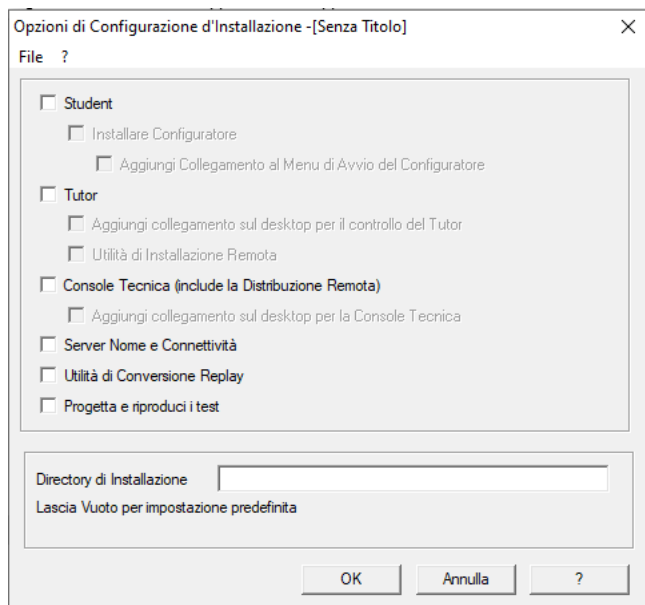 Opzioni di Configurazione d'Installazione -[Senza Titolo]
File ?
Student
Installare Configuratore
Aggiungi Collegamento al Menu di Avvio del Configuratore
Tutor
Aggiungi collegamento sul desktop per il controllo del Tutor
Utilità di Installazione Remota
Console Tecnica (include la Distribuzione Remota)
Aggiungi collegamento sul desktop per la Console Tecnica
Server Nome e Connettività
Utilità di Conversione Replay
Progetta e riproduci i test
Directory di Installazione
Lascia Vuoto per impostazione predefinita
OK Annulla ?